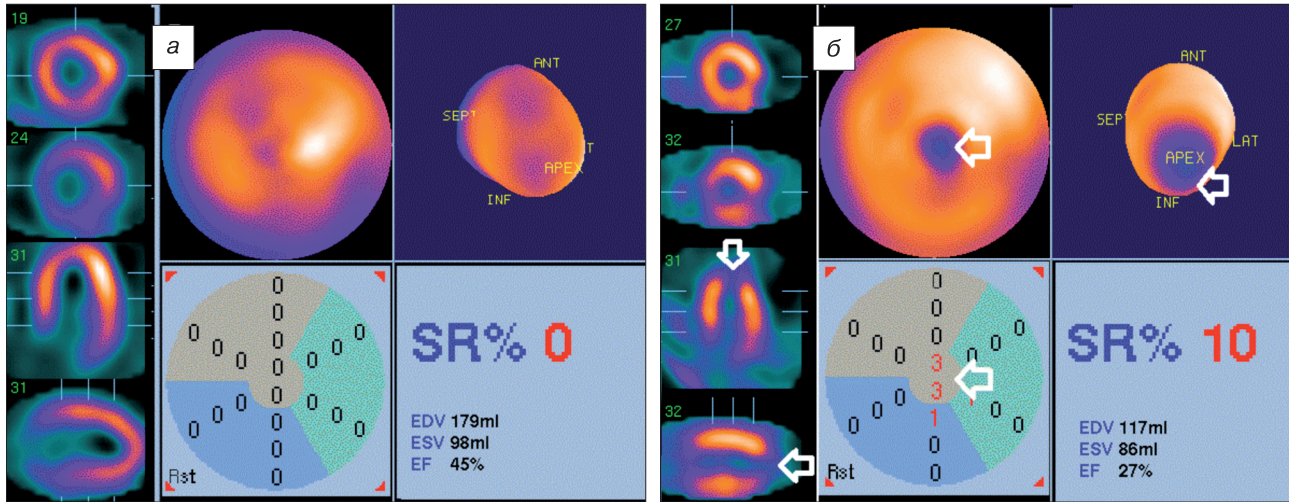 19
a
ANT
SEPT
T
APEX
INF
24
31
31
0
0
0
0 0
0 0 0 0 0
0 0
0
0 0
0 0 0 0
0
0
Rst
SR% 0
EDV 179ml
ESV 98ml
EF 45%
27
б
ANT
SEP
LAT
APEX
INF
32
31
32
0
0
0
0 0
0 0 3 0 0
3
0 0
0 0 1 0
0
0
Rst
SR% 10
EDV 117ml
ESV 86ml
EF 27%